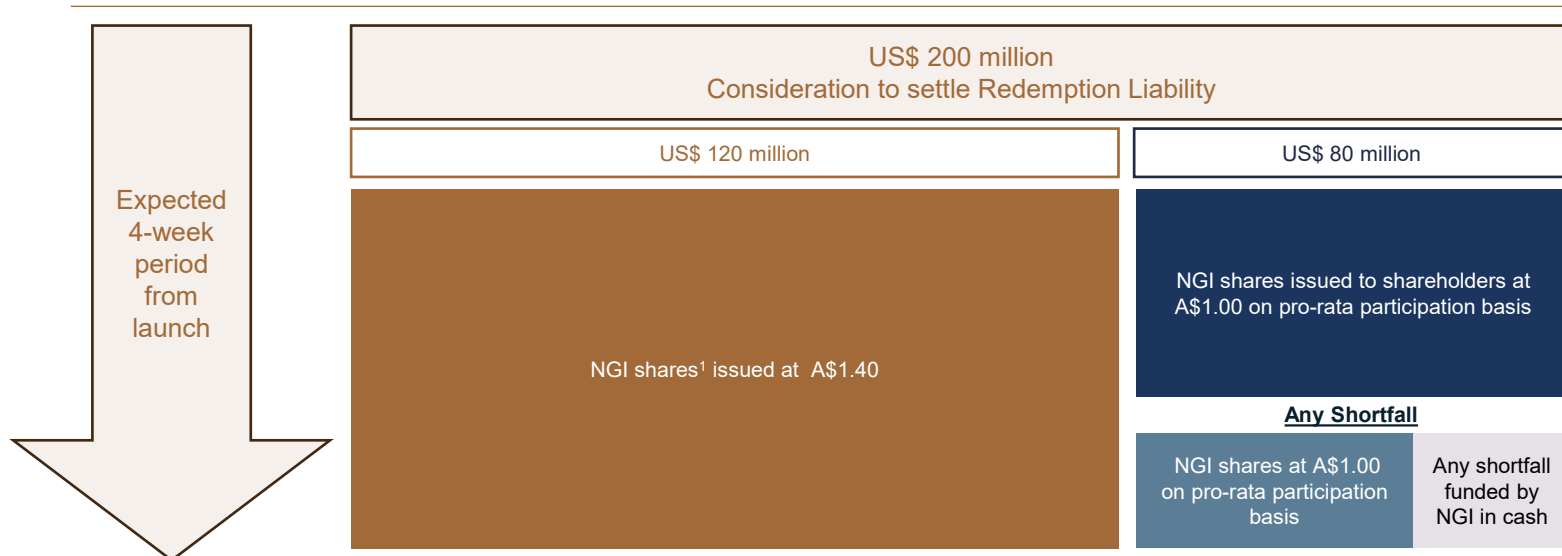 US$ 200 million
Consideration to settle Redemption Liability
US$ 120 million
US$ 80 million
Expected
4-week
period
from
launch
NGI shares¹ issued at A$1.40
NGI shares issued to shareholders at
A$1.00 on pro-rata participation basis
Any Shortfall
NGI shares at A$1.00
on pro-rata participation
basis
Any shortfall
funded by
NGI in cash